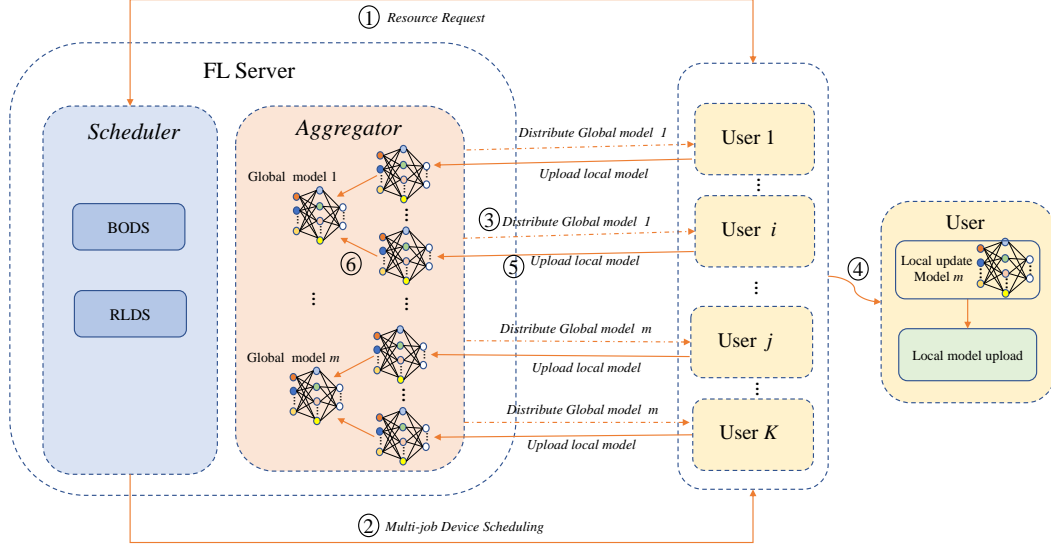 ① Resource Request
FL Server
Scheduler
BODS
RLDS
Aggregator
Global model 1
⑥
Global model m
Distribute Global model 1
Upload local model
③ Distribute Global model 1
⑤ Upload local model
Distribute Global model m
Upload local model
Distribute Global model m
Upload local model
User 1
User i
User j
User K
④
User
Local update
Model m
Local model upload
② Multi-job Device Scheduling